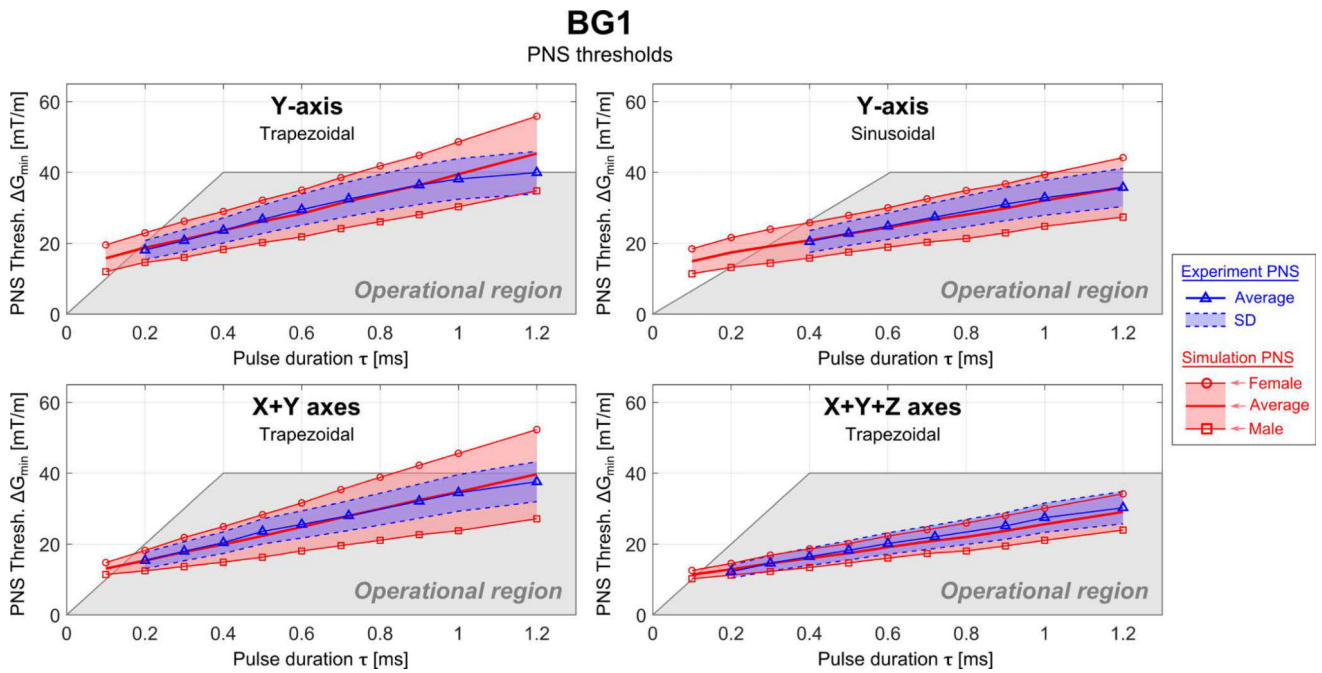 BG1
PNS thresholds
Y-axis
Trapezoidal
PNS Thresh. ΔGmin [mT/m]
60
40
20
0
Operational region
0 0.2 0.4 0.6 0.8 1 1.2
Pulse duration τ [ms]
Y-axis
Sinusoidal
PNS Thresh. ΔGmin [mT/m]
60
40
20
0
Operational region
0 0.2 0.4 0.6 0.8 1 1.2
Pulse duration τ [ms]
X+Y axes
Trapezoidal
PNS Thresh. ΔGmin [mT/m]
60
40
20
0
Operational region
0 0.2 0.4 0.6 0.8 1 1.2
Pulse duration τ [ms]
X+Y+Z axes
Trapezoidal
PNS Thresh. ΔGmin [mT/m]
60
40
20
0
Operational region
0 0.2 0.4 0.6 0.8 1 1.2
Pulse duration τ [ms]
Experiment PNS
Average
SD
Simulation PNS
Female
Average
Male